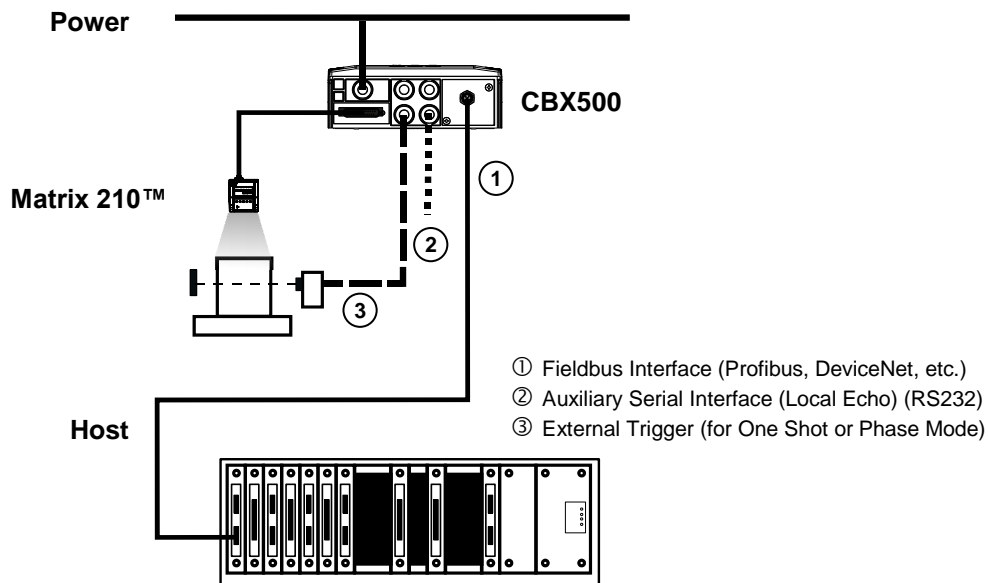 Power
CBX500
①
Matrix 210™
②
③
① Fieldbus Interface (Profibus, DeviceNet, etc.)
② Auxiliary Serial Interface (Local Echo) (RS232)
③ External Trigger (for One Shot or Phase Mode)
Host